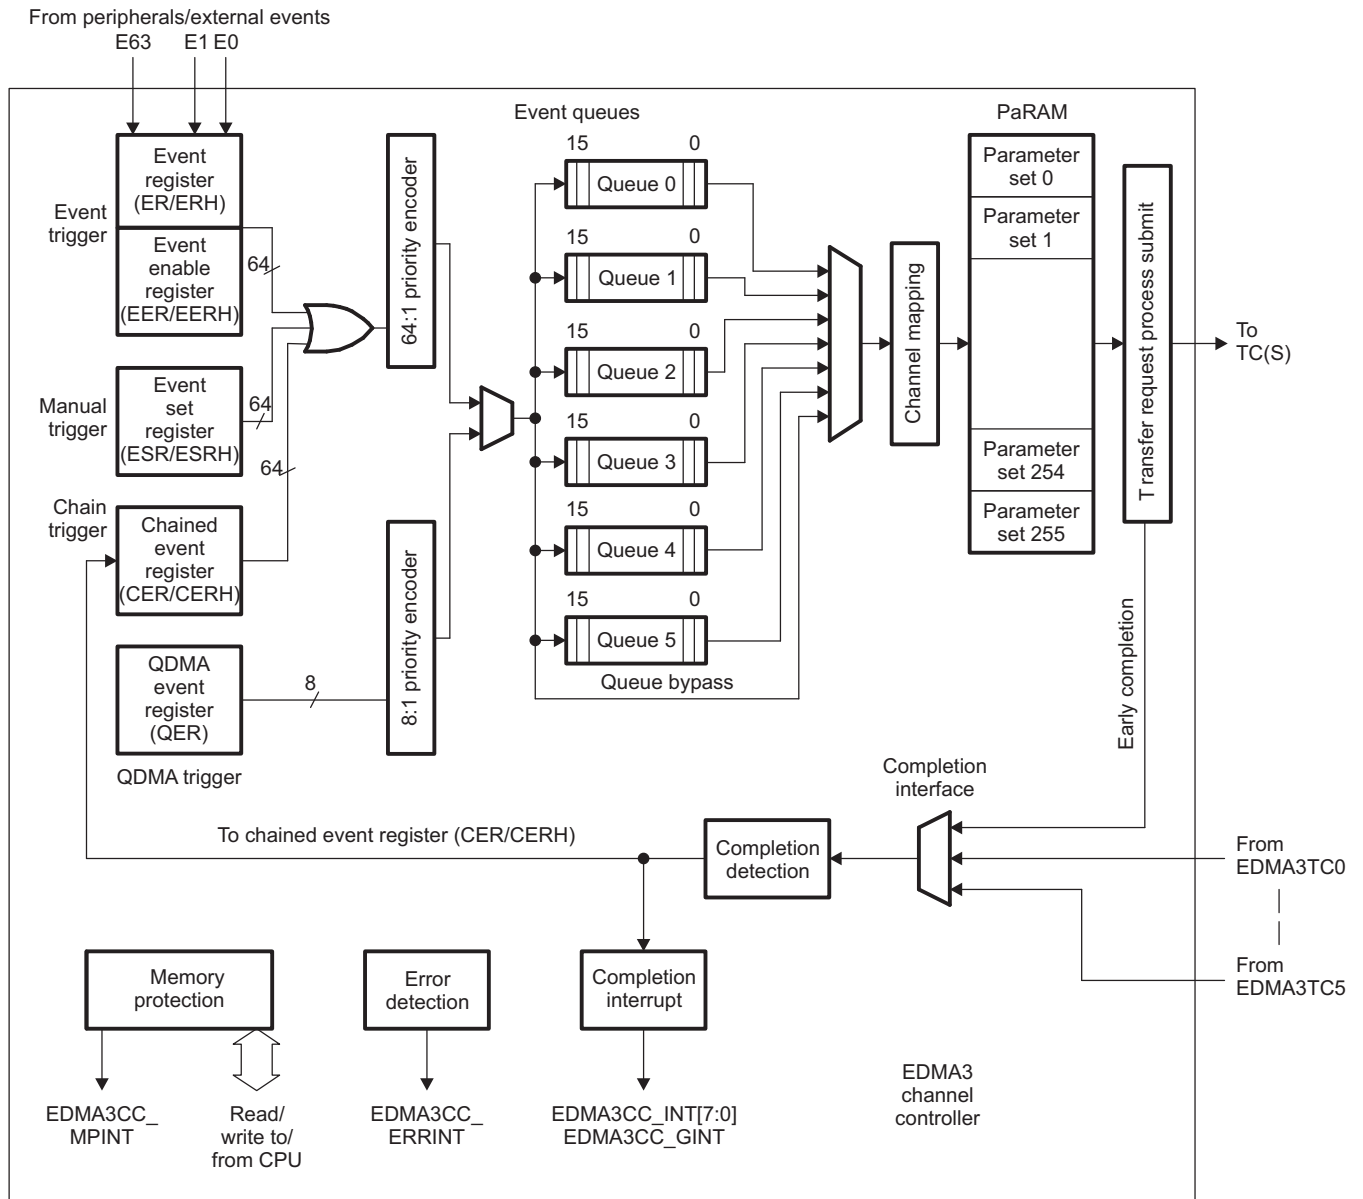 From peripherals/external events
E63
E1 E0
Event queues
PaRAM
Event
register
(ER/ERH)
Event
trigger
Event
enable
register
(EER/EERH)
64
Manual
trigger
Event
set
register
(ESR/ESRH)
64
64
Chain
trigger
Chained
event
register
(CER/CERH)
QDMA
event
register
(QER)
8
QDMA trigger
64:1 priority encoder
8:1 priority encoder
15 0
Queue 0
15 0
Queue 1
15 0
Queue 2
15 0
Queue 3
15 0
Queue 4
15 0
Queue 5
Queue bypass
Channel mapping
Parameter
set 0
Parameter
set 1
Parameter
set 254
Parameter
set 255
Transfer request process submit
To
TC(S)
Early completion
Completion
interface
To chained event register (CER/CERH)
Completion
detection
From
EDMA3TC0
From
EDMA3TC5
Memory
protection
Error
detection
Completion
interrupt
EDMA3CC_
MPINT
Read/
write to/
from CPU
EDMA3CC_
ERRINT
EDMA3CC_INT[7:0]
EDMA3CC_GINT
EDMA3
channel
controller